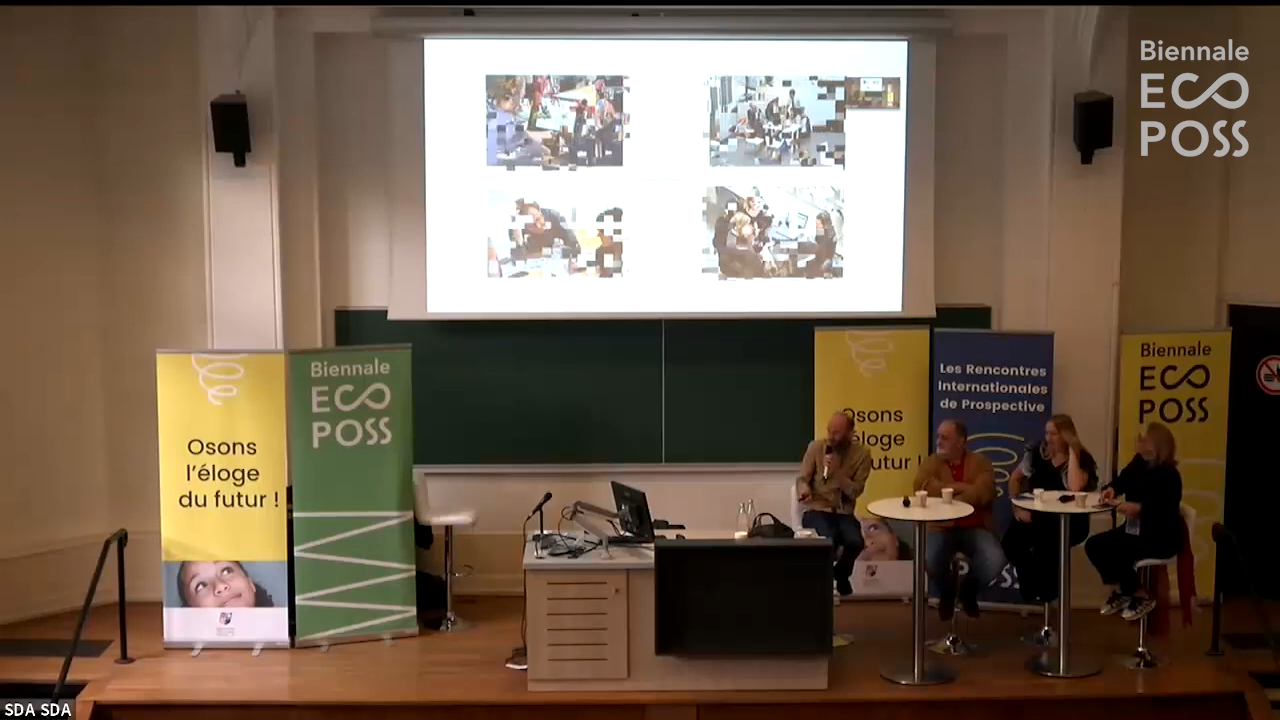 Biennale
ECO
POSS
Osons
l'éloge
du futur !
Biennale
ECO
POSS
Osons
éloge
utur !
Les Rencontres
Internationales
de Prospective
Biennale
ECO
POSS
SDA SDA